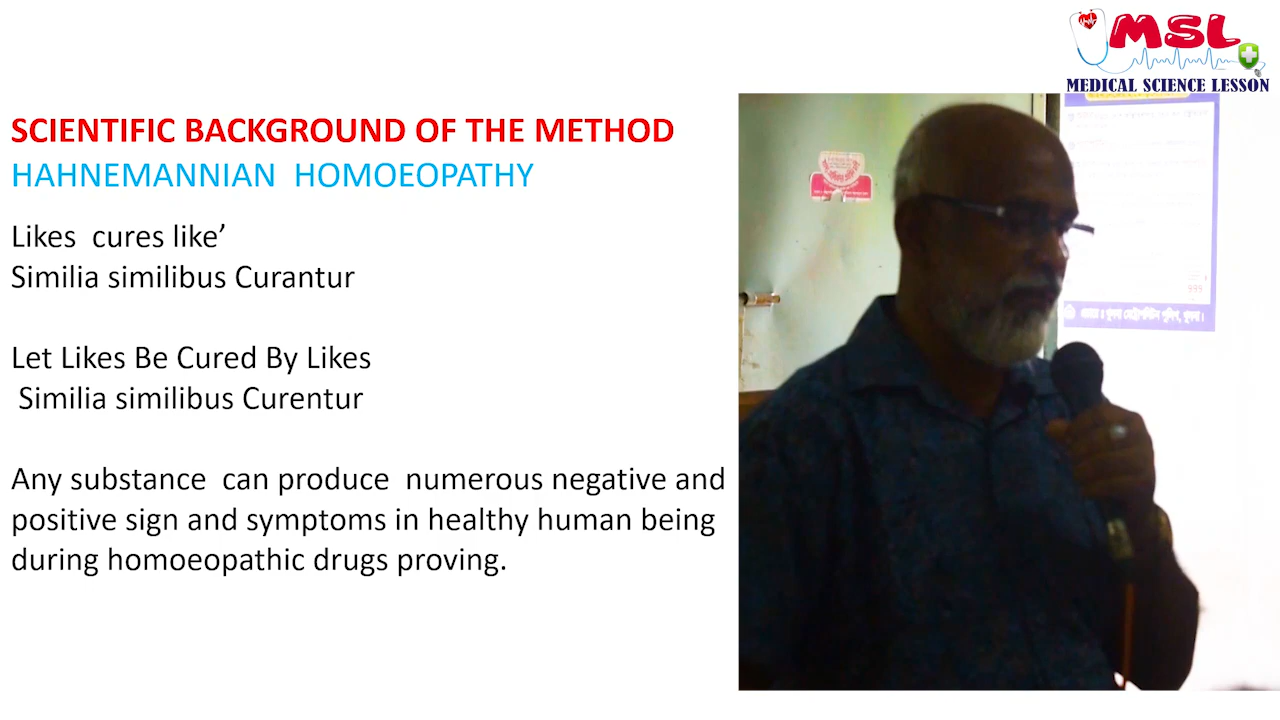 MSL
MEDICAL SCIENCE LESSON
SCIENTIFIC BACKGROUND OF THE METHOD
HAHNEMANNIAN HOMOEOPATHY
Likes cures like’
Similia similibus Curantur
Let Likes Be Cured By Likes
Similia similibus Curentur
Any substance can produce numerous negative and
positive sign and symptoms in healthy human being
during homoeopathic drugs proving.
999